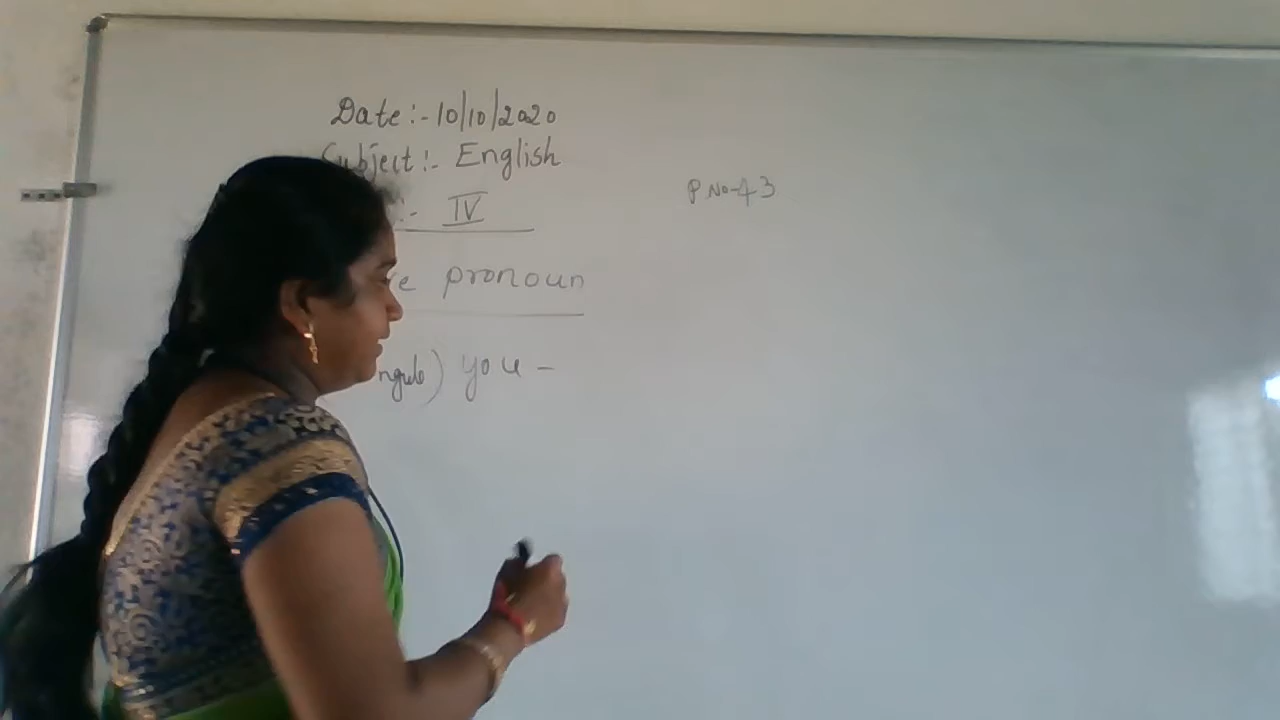 Date:-10/10/2020
Subject:- English
:- IV
P.No-43
pronoun
you -